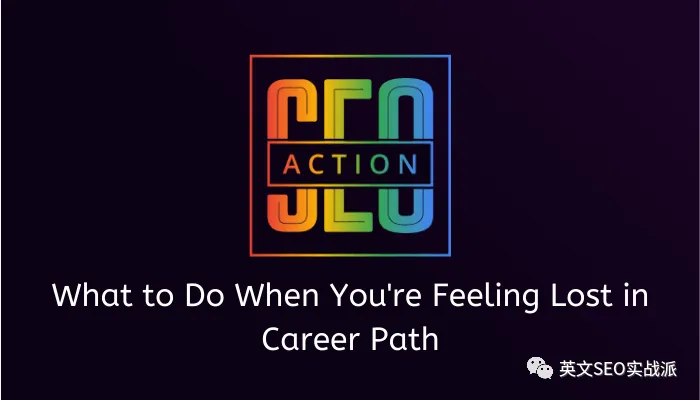 SEO
ACTION
What to Do When You're Feeling Lost in
Career Path
英文SEO实战派